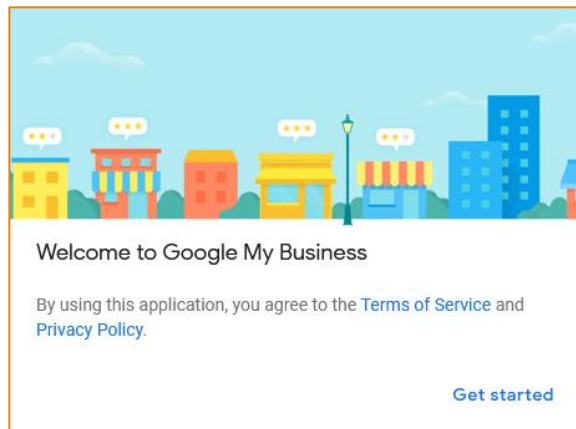 Welcome to Google My Business
By using this application, you agree to the Terms of Service and
Privacy Policy.
Get started